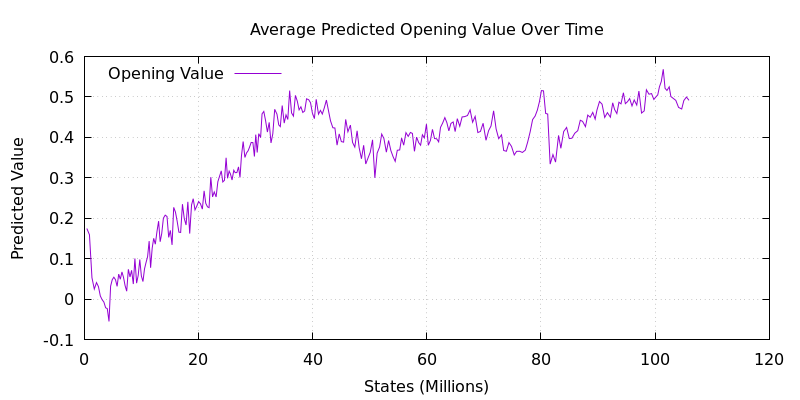 Average Predicted Opening Value Over Time
Opening Value
Predicted Value
0.6
0.5
0.4
0.3
0.2
0.1
0
-0.1
0 20 40 60 80 100 120
States (Millions)